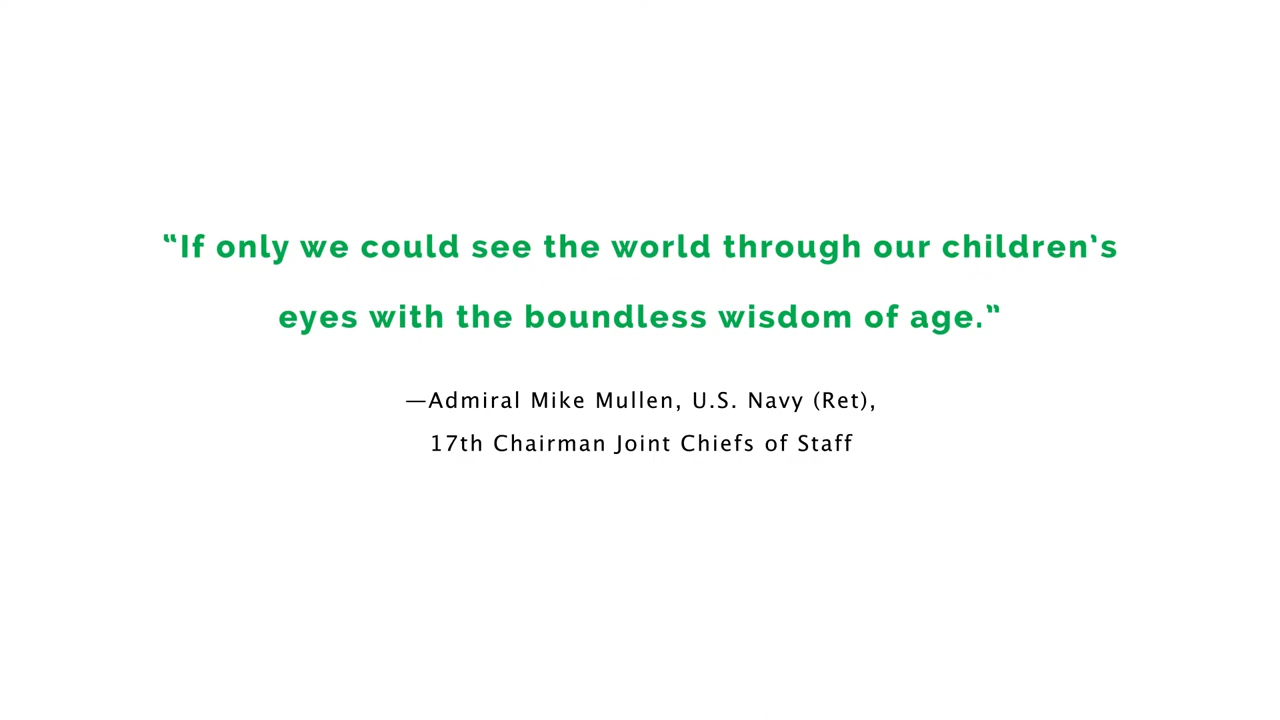 “If only we could see the world through our children’s
eyes with the boundless wisdom of age.”
—Admiral Mike Mullen, U.S. Navy (Ret),
17th Chairman Joint Chiefs of Staff